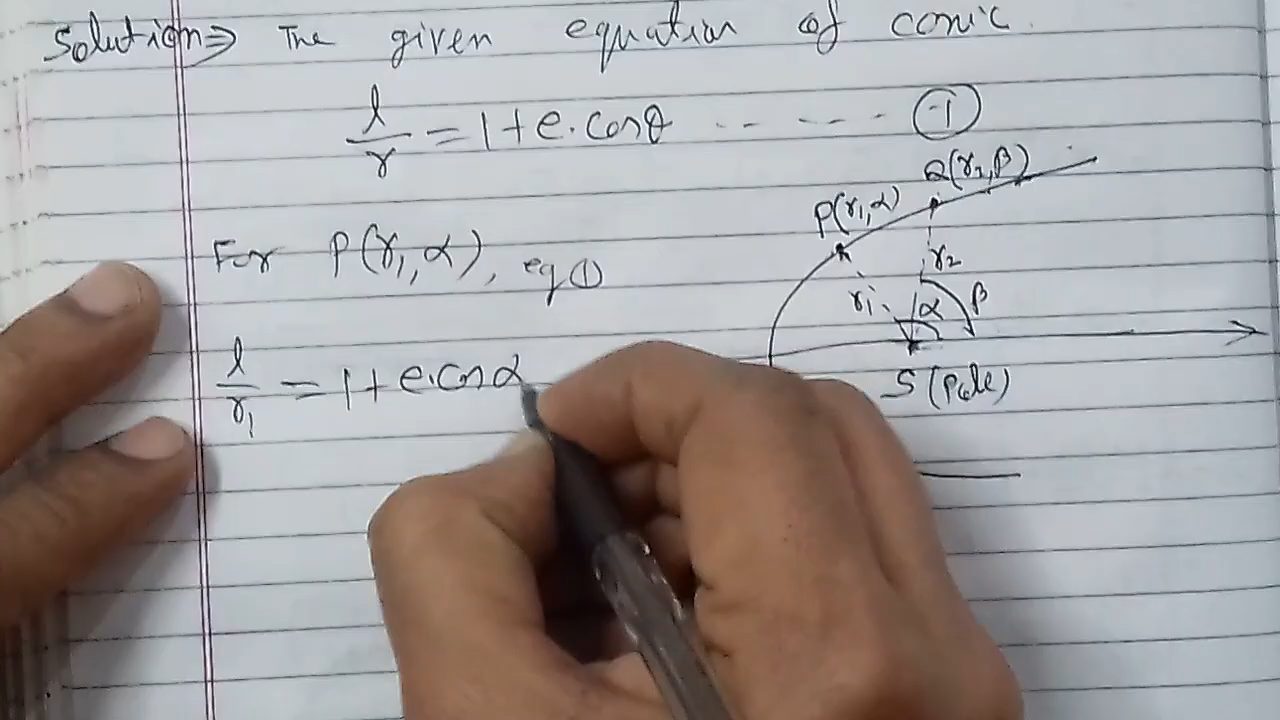 Solution⇒ The given equation of conic.
l/r = 1+e.cosθ ------- ①
Q(r₂,β)
P(r₁,α)
For P(r₁,α), eq ①
r₂
r₁ α β
l/r₁ = 1+e.cosα
S (Pole)